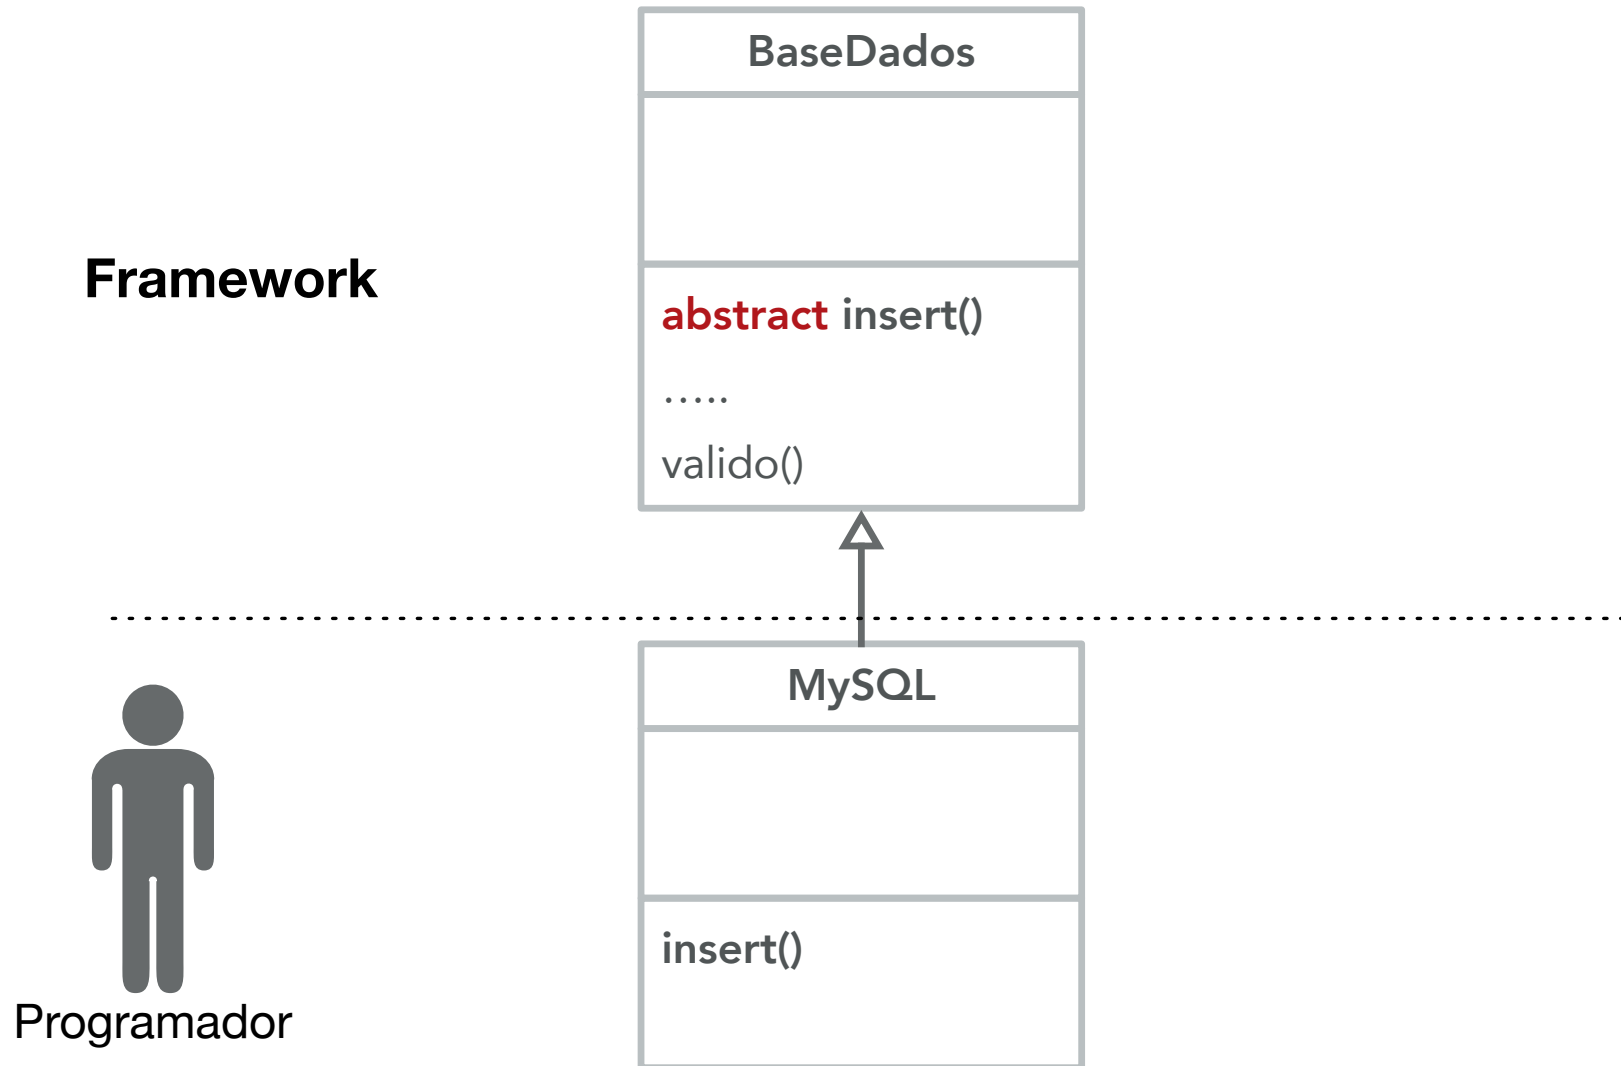 BaseDados
Framework
abstract insert()
.....
valido()
MySQL
insert()
Programador